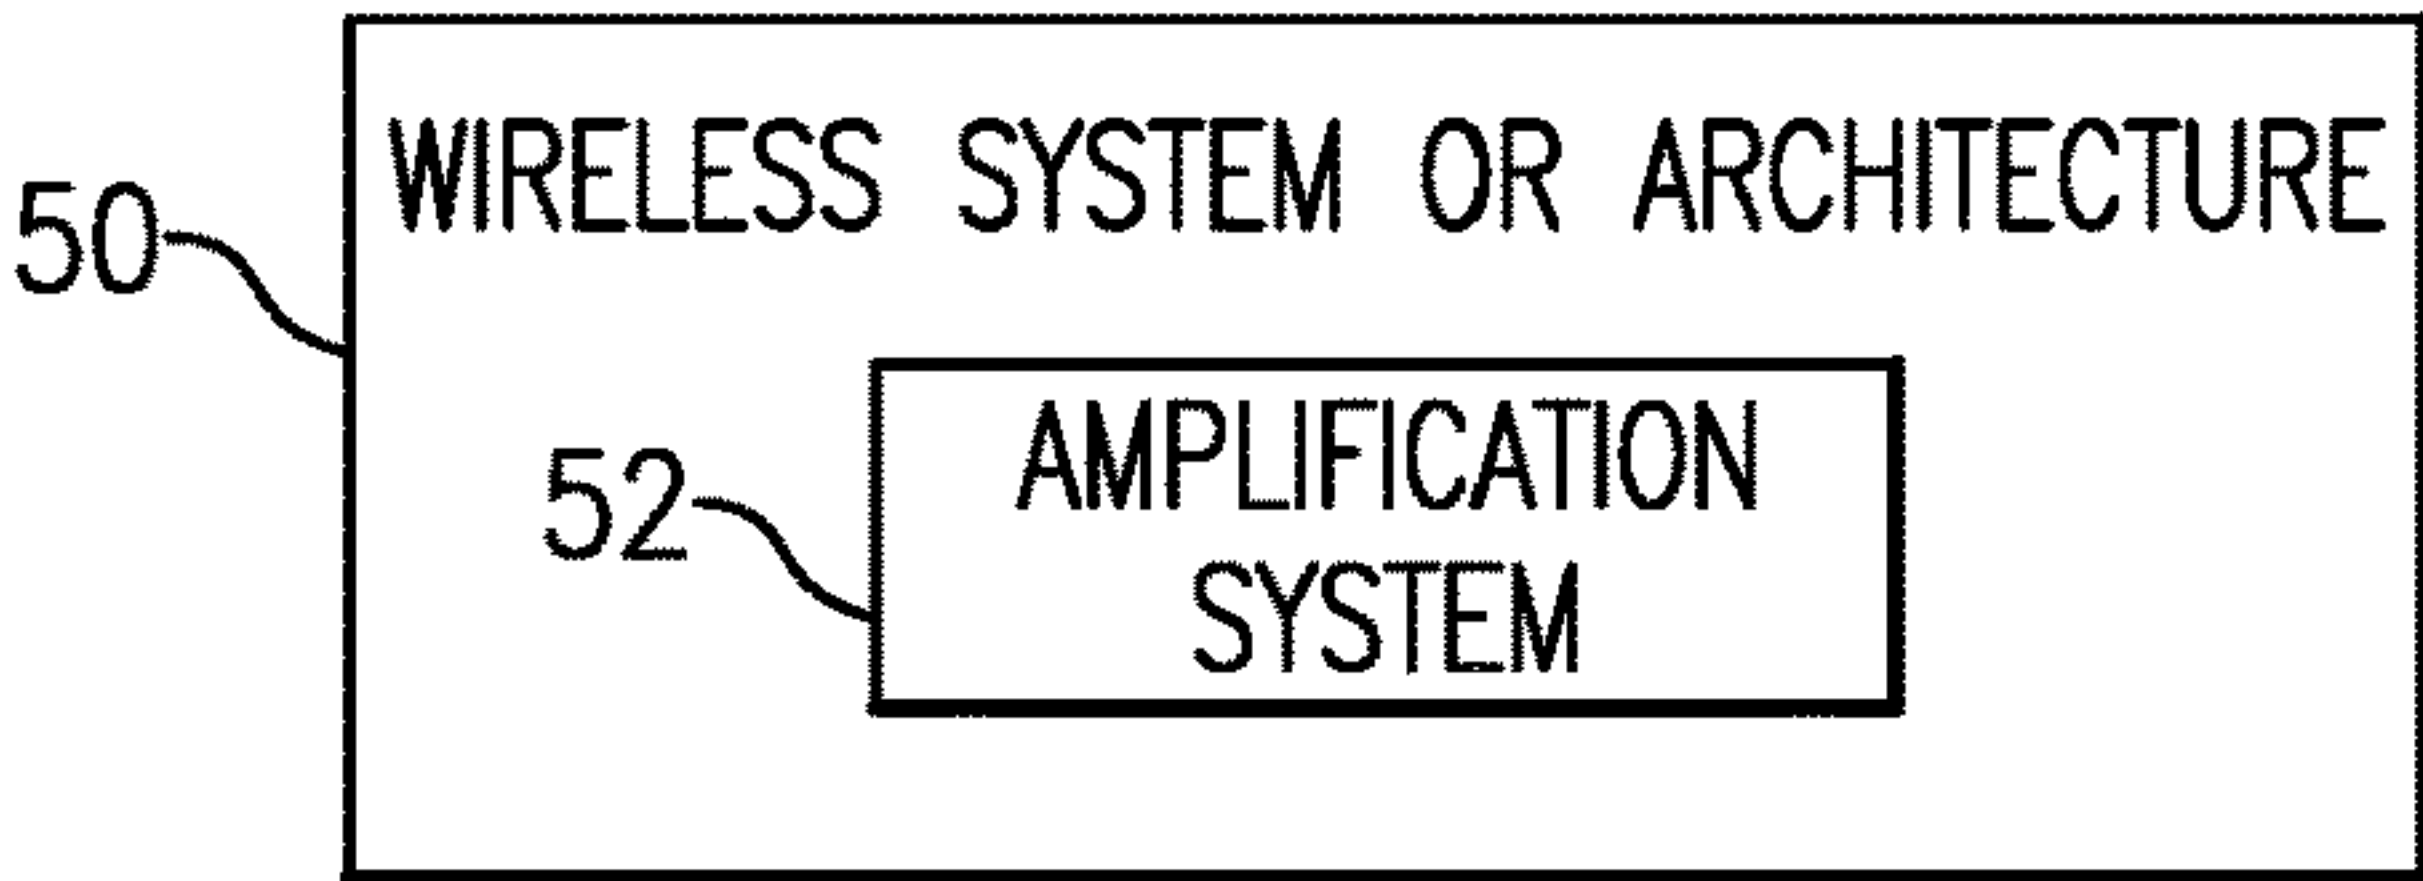 WIRELESS SYSTEM OR ARCHITECTURE
50
AMPLIFICATION
52
SYSTEM